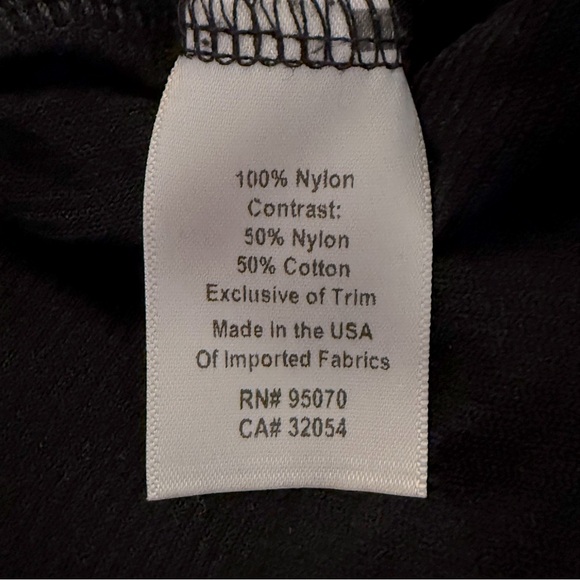 100% Nylon
Contrast:
50% Nylon
50% Cotton
Exclusive of Trim
Made in the USA
Of Imported Fabrics
RN# 95070
CA# 32054